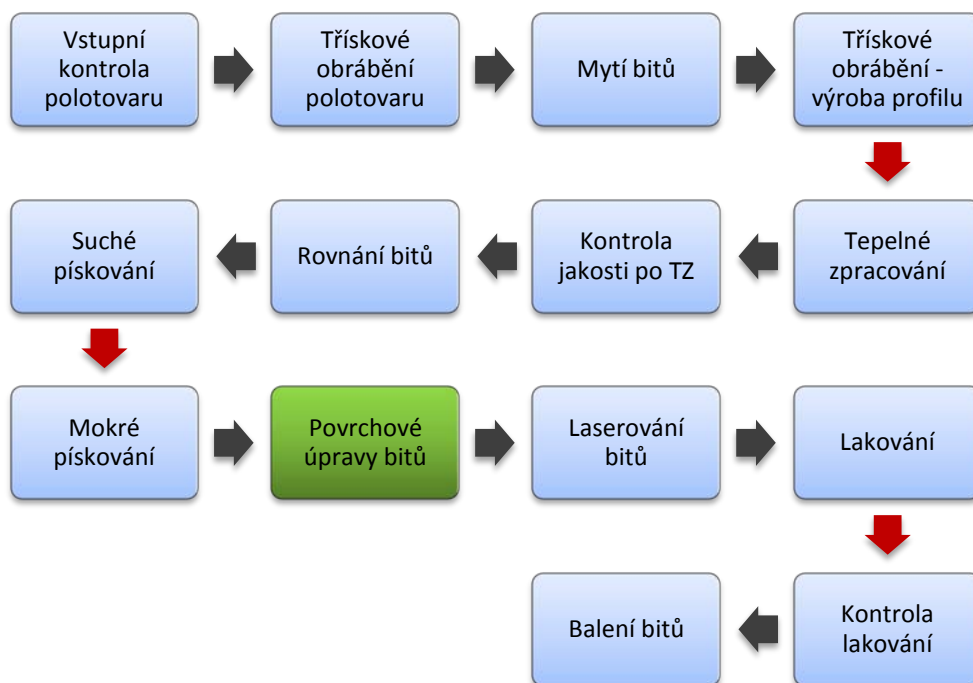 Vstupní
kontrola
polotovaru
Třískové
obrábění
polotovaru
Mytí bitů
Třískové
obrábění -
výroba profilu
Tepelné
zpracování
Kontrola
jakosti po TZ
Rovnání bitů
Suché
pískování
Mokré
pískování
Povrchové
úpravy bitů
Laserování
bitů
Lakování
Kontrola
lakování
Balení bitů